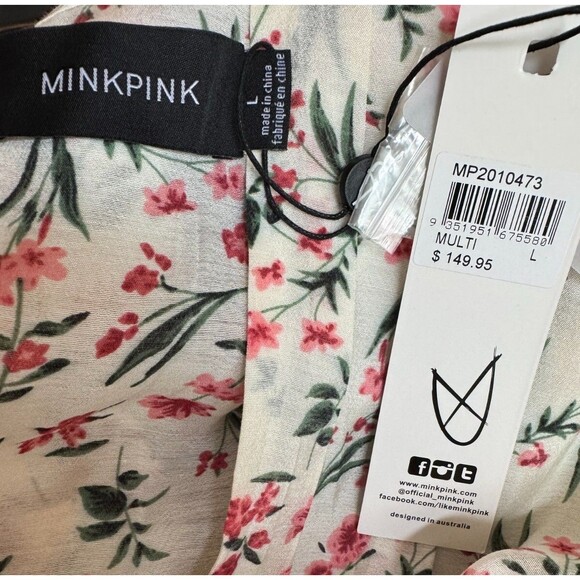 MINKPINK
L
made in china
fabriqué en chine
MP2010473
9 351951 675580
MULTI L
$ 149.95
www.minkpink.com
@official_minkpink
facebook.com/likeminkpink
designed in australia